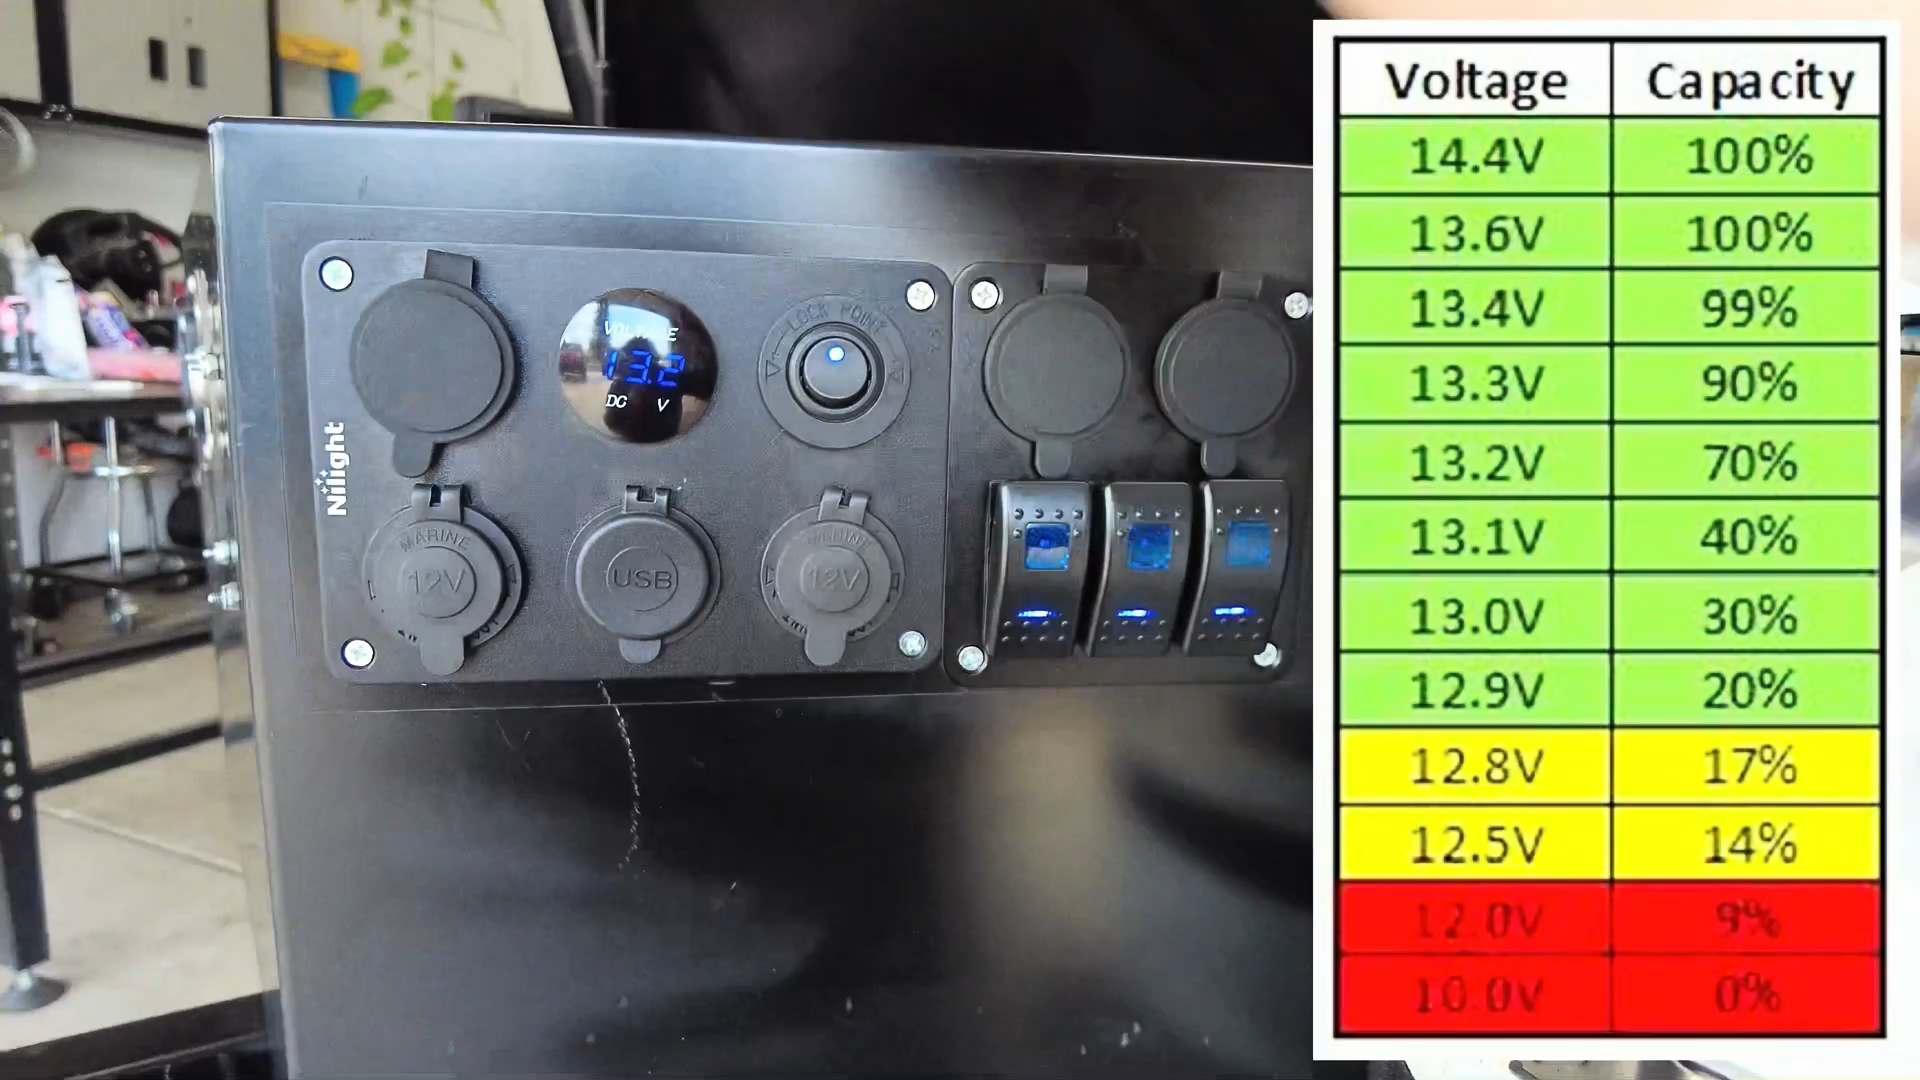 VOLTAGE
13.2
DC V
LOCK POINT
Nilight
MARINE
12V
USB
12V
Voltage Capacity
14.4V 100%
13.6V 100%
13.4V 99%
13.3V 90%
13.2V 70%
13.1V 40%
13.0V 30%
12.9V 20%
12.8V 17%
12.5V 14%
12.0V 9%
10.0V 0%